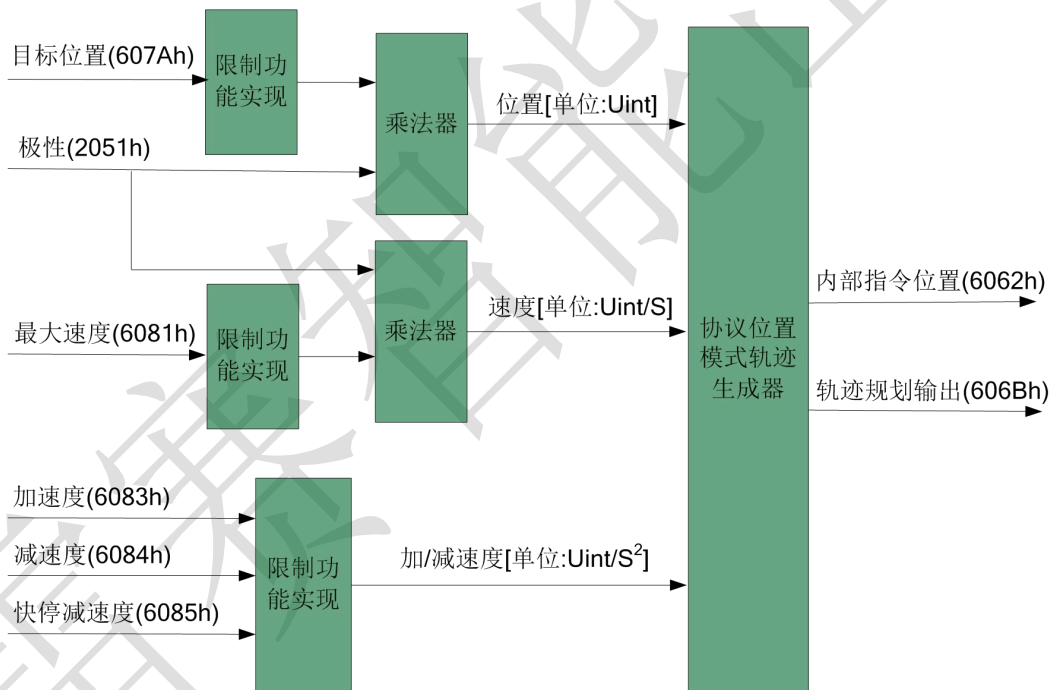 目标位置(607Ah)
限制功
能实现
乘法器
位置[单位:Uint]
极性(2051h)
最大速度(6081h)
限制功
能实现
乘法器
速度[单位:Uint/S]
协议位置
模式轨迹
生成器
内部指令位置(6062h)
轨迹规划输出(606Bh)
加速度(6083h)
减速度(6084h)
快停减速度(6085h)
限制功
能实现
加/减速度[单位:Uint/S²]